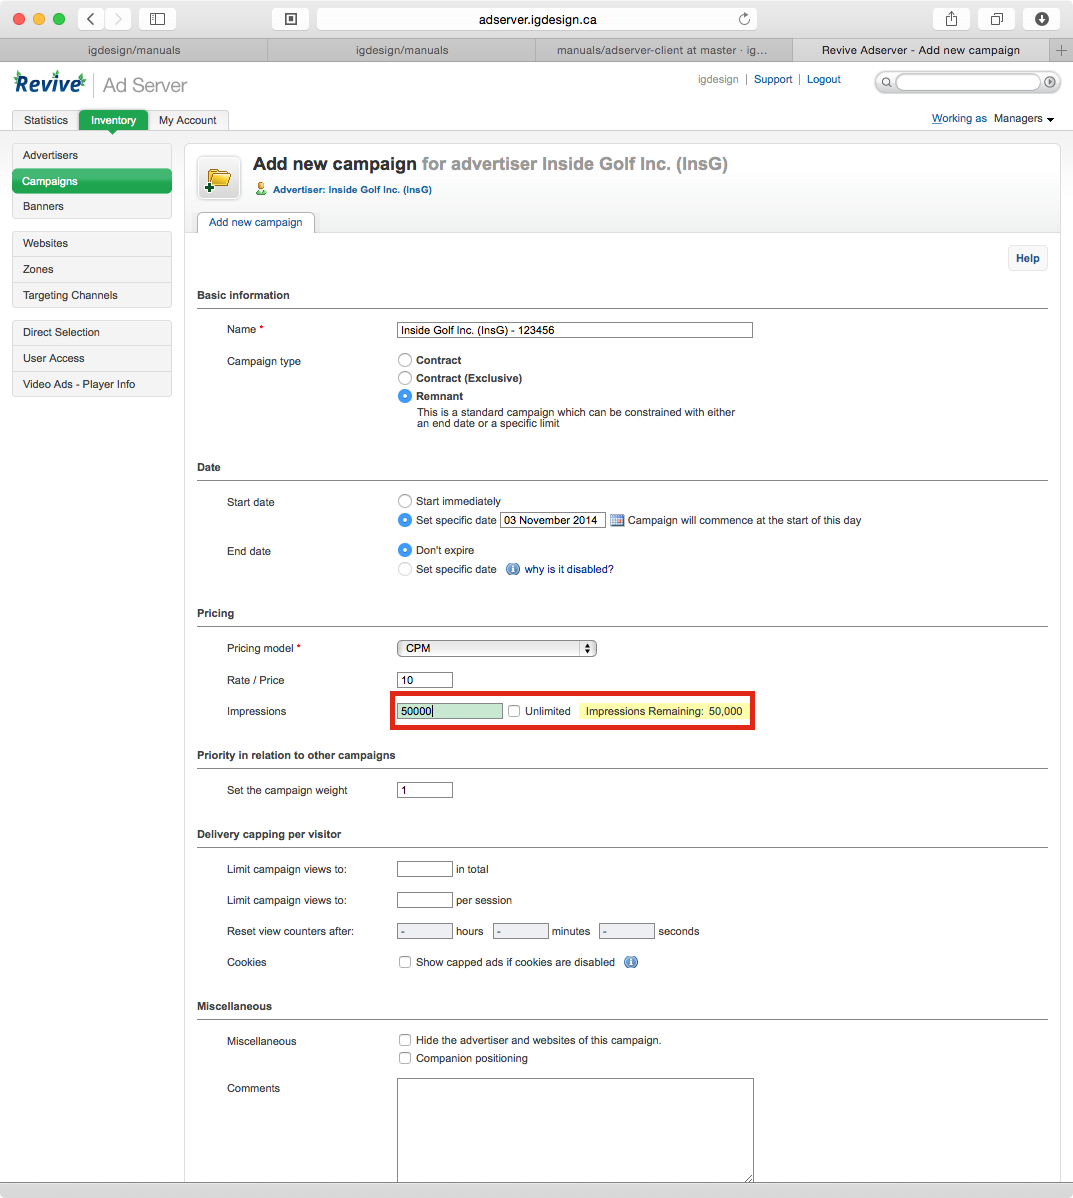 adserver.igdesign.ca
igdesign/manuals
igdesign/manuals
manuals/adserver-client at master · ig...
Revive Adserver - Add new campaign
Revive Ad Server
igdesign | Support | Logout
Statistics
Inventory
My Account
Working as Managers
Advertisers
Campaigns
Banners
Websites
Zones
Targeting Channels
Direct Selection
User Access
Video Ads - Player Info
Add new campaign for advertiser Inside Golf Inc. (InsG)
Advertiser: Inside Golf Inc. (InsG)
Add new campaign
Help
Basic information
Name *
Inside Golf Inc. (InsG) - 123456
Campaign type
Contract
Contract (Exclusive)
Remnant
This is a standard campaign which can be constrained with either
an end date or a specific limit
Date
Start date
Start immediately
Set specific date 03 November 2014 Campaign will commence at the start of this day
End date
Don't expire
Set specific date why is it disabled?
Pricing
Pricing model *
CPM
Rate / Price
10
Impressions
50000 Unlimited Impressions Remaining: 50,000
Priority in relation to other campaigns
Set the campaign weight
1
Delivery capping per visitor
Limit campaign views to: in total
Limit campaign views to: per session
Reset view counters after: - hours - minutes - seconds
Cookies
Show capped ads if cookies are disabled
Miscellaneous
Miscellaneous
Hide the advertiser and websites of this campaign.
Companion positioning
Comments